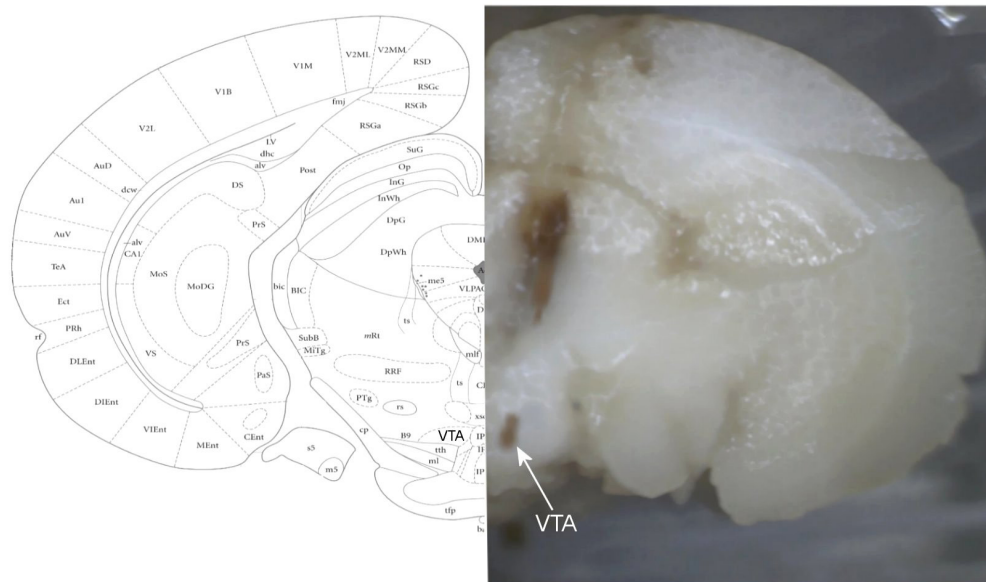 V2ML
V2MM
V1M
RSD
V1B
RSGc
fmj
RSGb
V2L
RSGa
LV
SuG
dhc
AuD
alv
Post
Op
DS
InG
dcw
InWh
Au1
PrS
DpG
AuV
alv
CA1
DpWh
TeA
MoS
me5
MoDG
bic
BIC
VLPAG
Ect
ts
PRh
SubB
mRt
rf
PrS
MiTg
mlf
VS
DLEnt
RRF
PaS
ts
DIEnt
PTg
rs
VIEnt
CEnt
cp
B9
VTA
MEnt
s5
tth
ml
m5
tfp
VTA